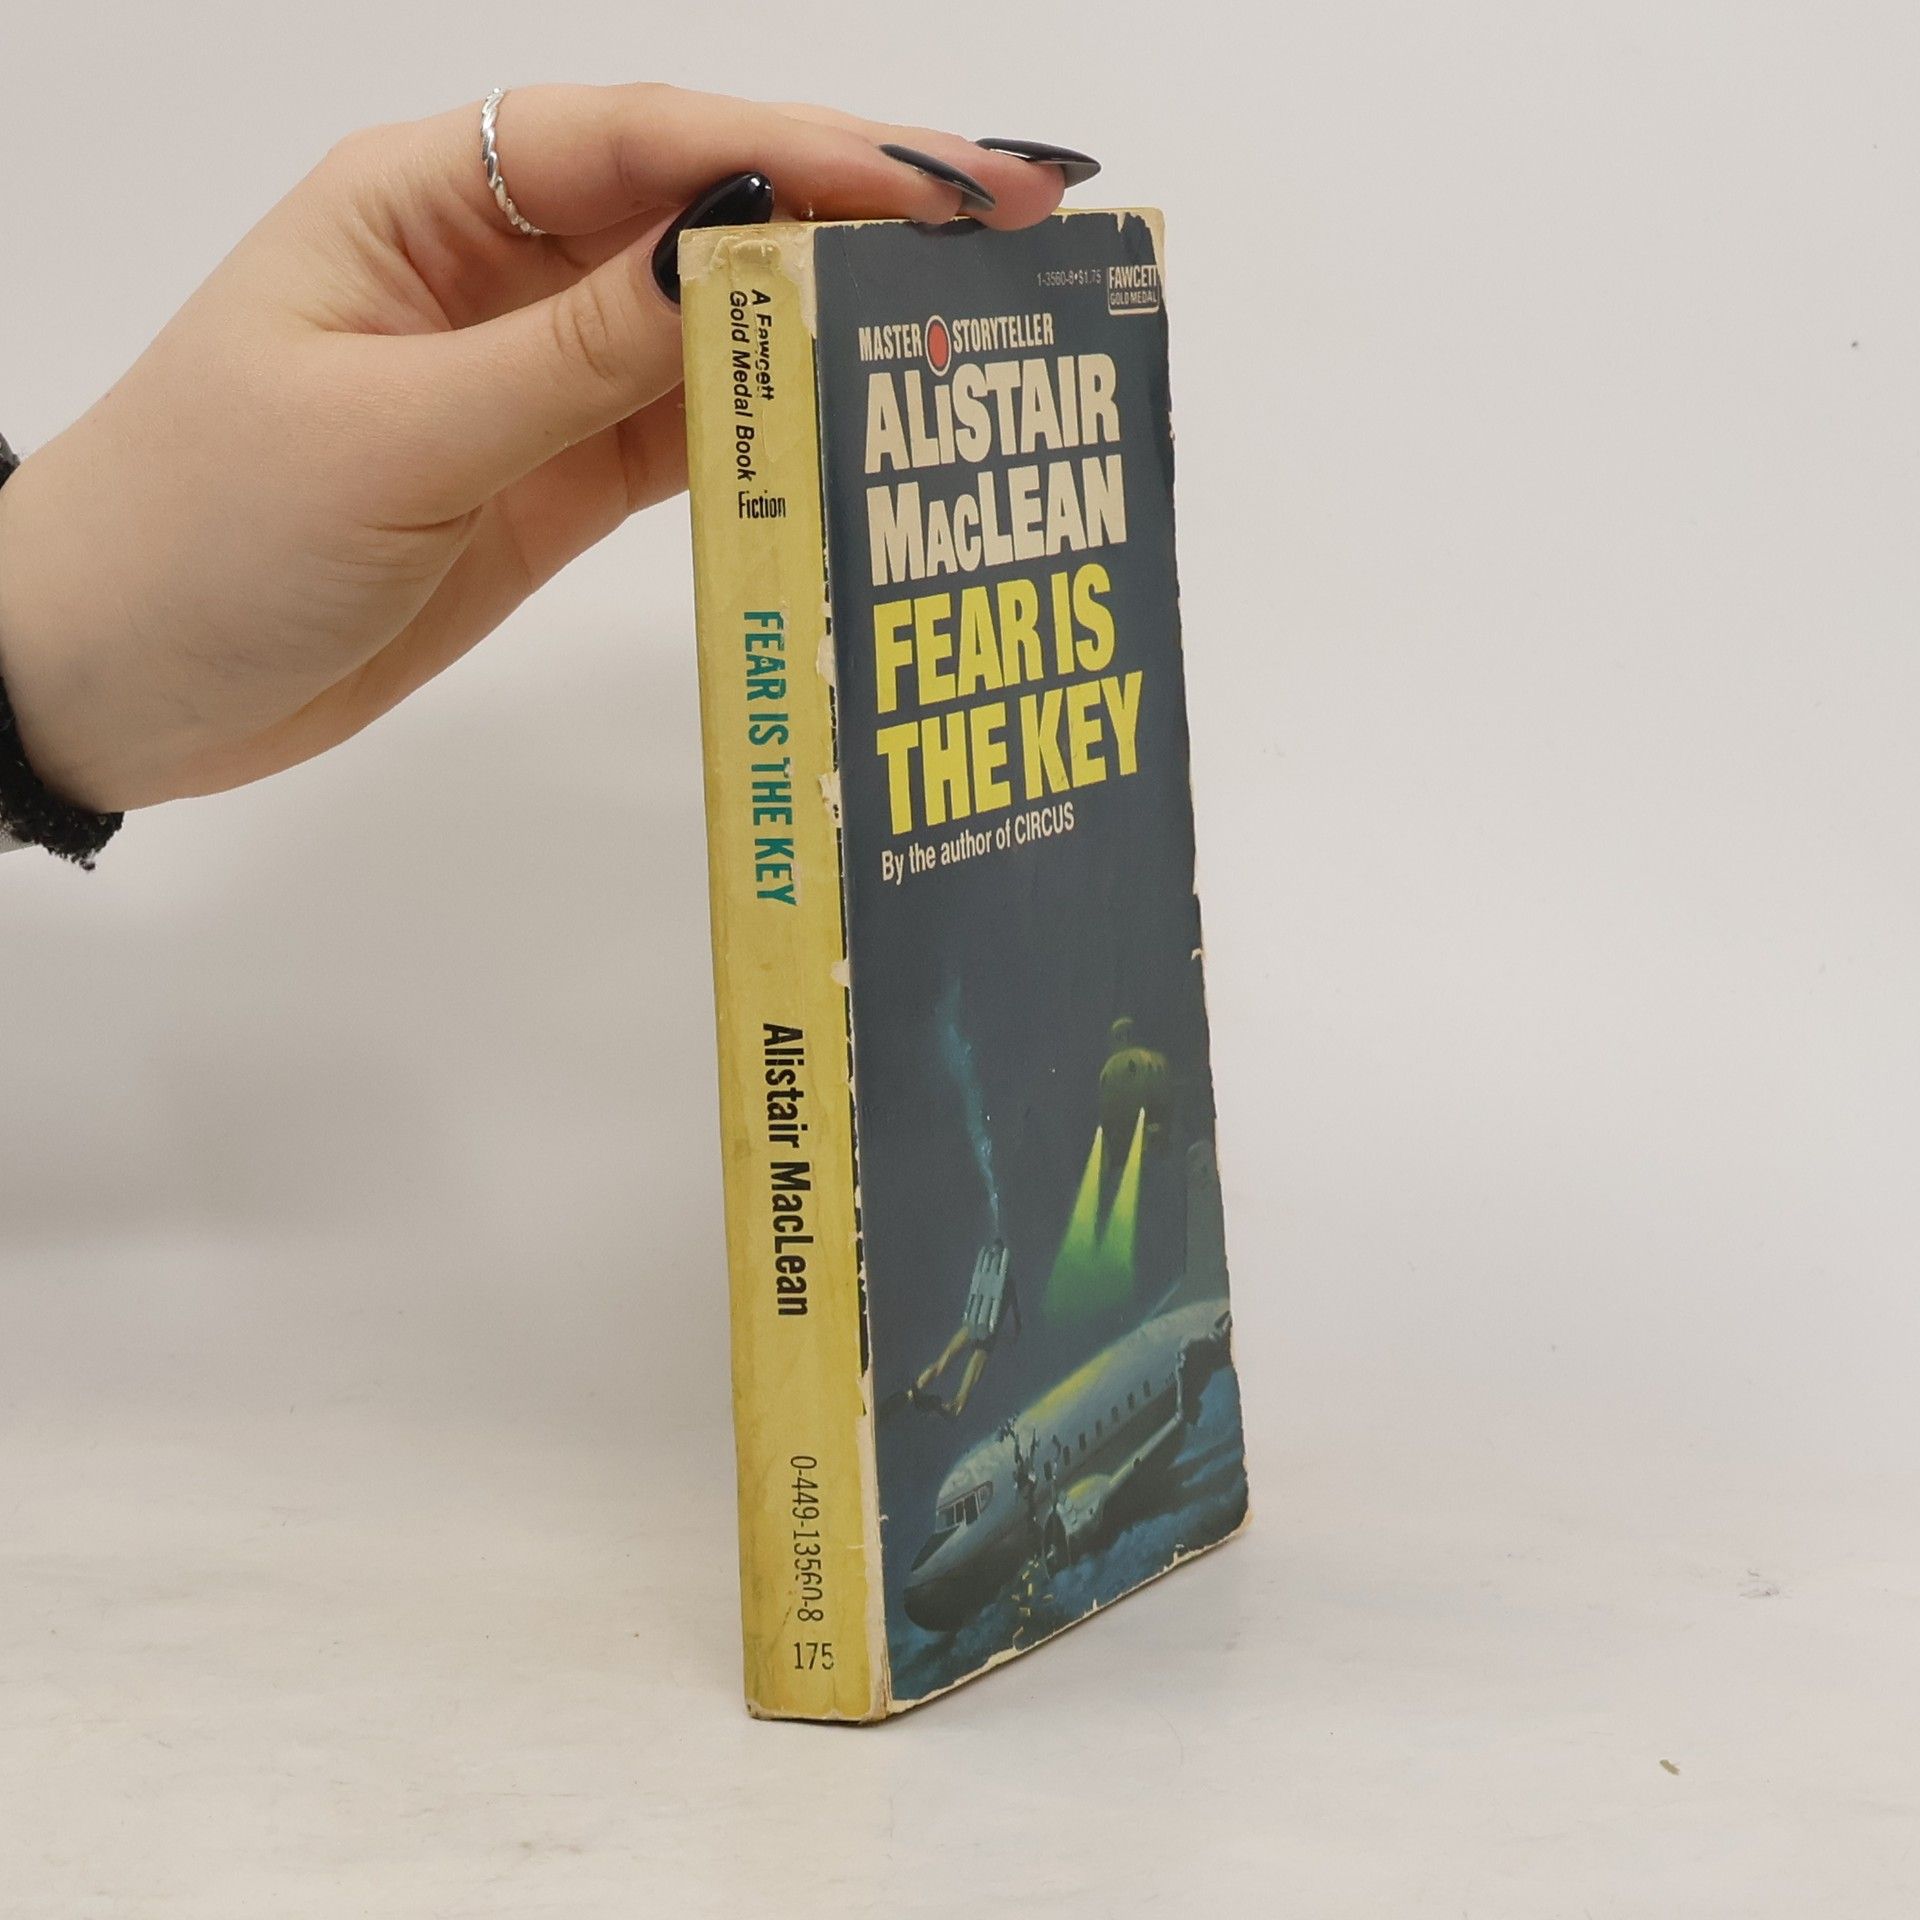 A Fawcett
Gold Medal Book
Fiction
FEAR IS THE KEY
Alistair MacLean
0-449-13560-8
175
1-3560-8•$1.75
FAWCETT
GOLD MEDAL
MASTER STORYTELLER
ALiSTAIR
MACLEAN
FEAR IS
THE KEY
By the author of CIRCUS